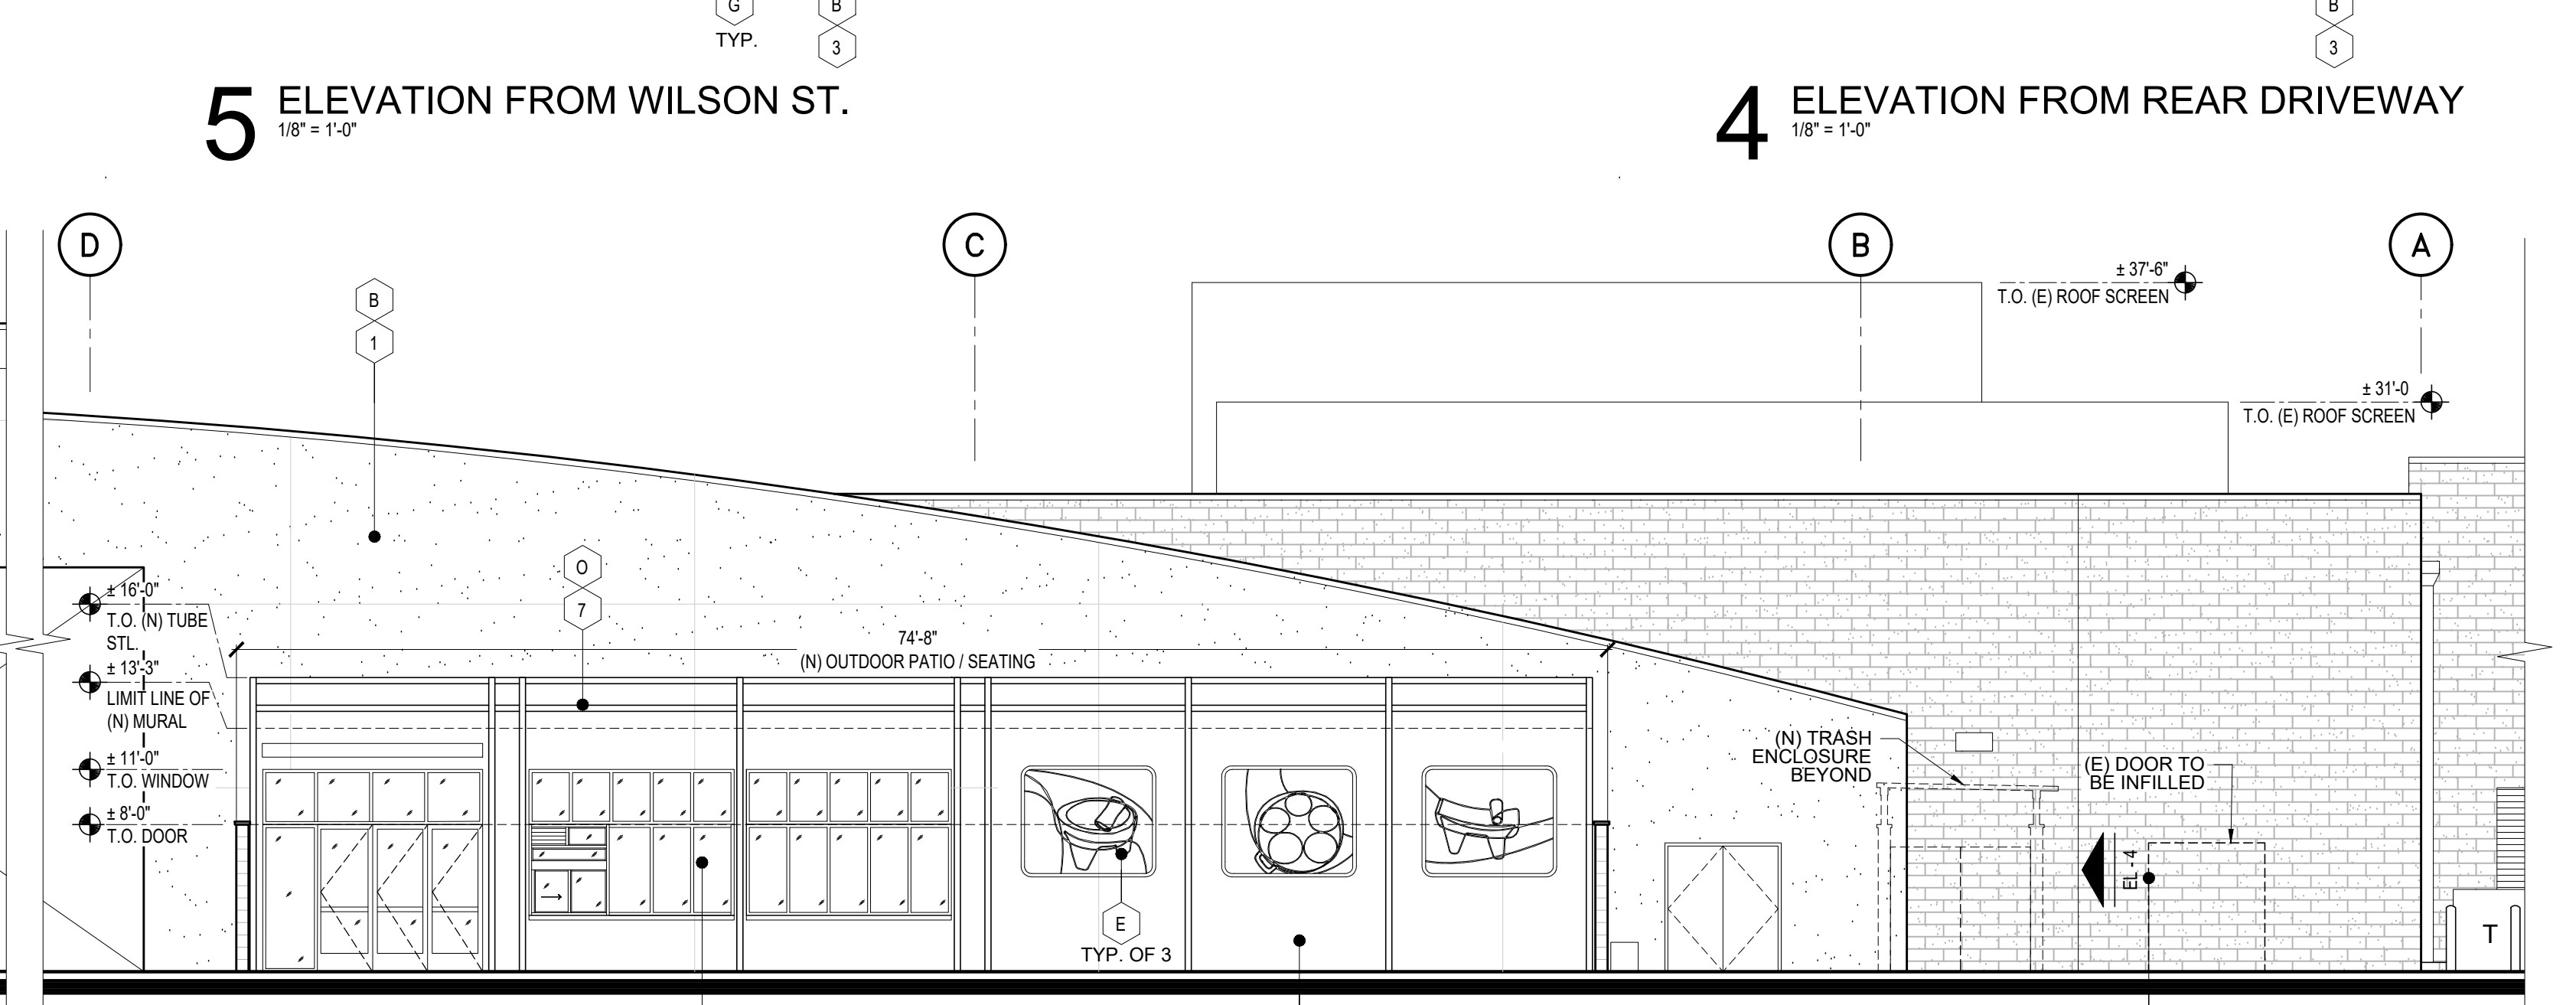 G
B
B
TYP.
3
3
5 ELEVATION FROM WILSON ST.
1/8" = 1'-0"
4 ELEVATION FROM REAR DRIVEWAY
1/8" = 1'-0"
D
C
B
A
± 37'-6"
T.O. (E) ROOF SCREEN
± 31'-0
T.O. (E) ROOF SCREEN
B
1
O
7
± 16'-0"
T.O. (N) TUBE
STL.
± 13'-3"
LIMIT LINE OF
(N) MURAL
± 11'-0"
T.O. WINDOW
± 8'-0"
T.O. DOOR
74'-8"
(N) OUTDOOR PATIO / SEATING
(N) TRASH
ENCLOSURE
BEYOND
(E) DOOR TO
BE INFILLED
EL - 4
E
TYP. OF 3
T